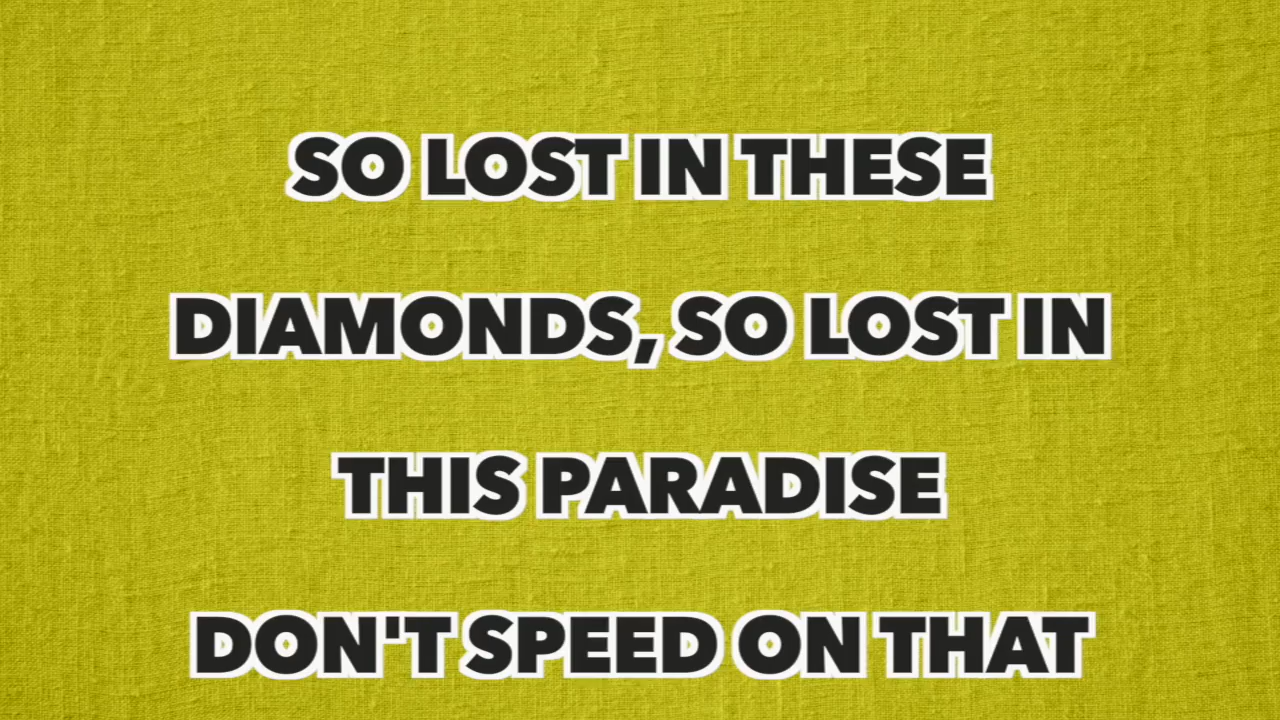 SO LOST IN THESE
DIAMONDS, SO LOST IN
THIS PARADISE
DON'T SPEED ON THAT